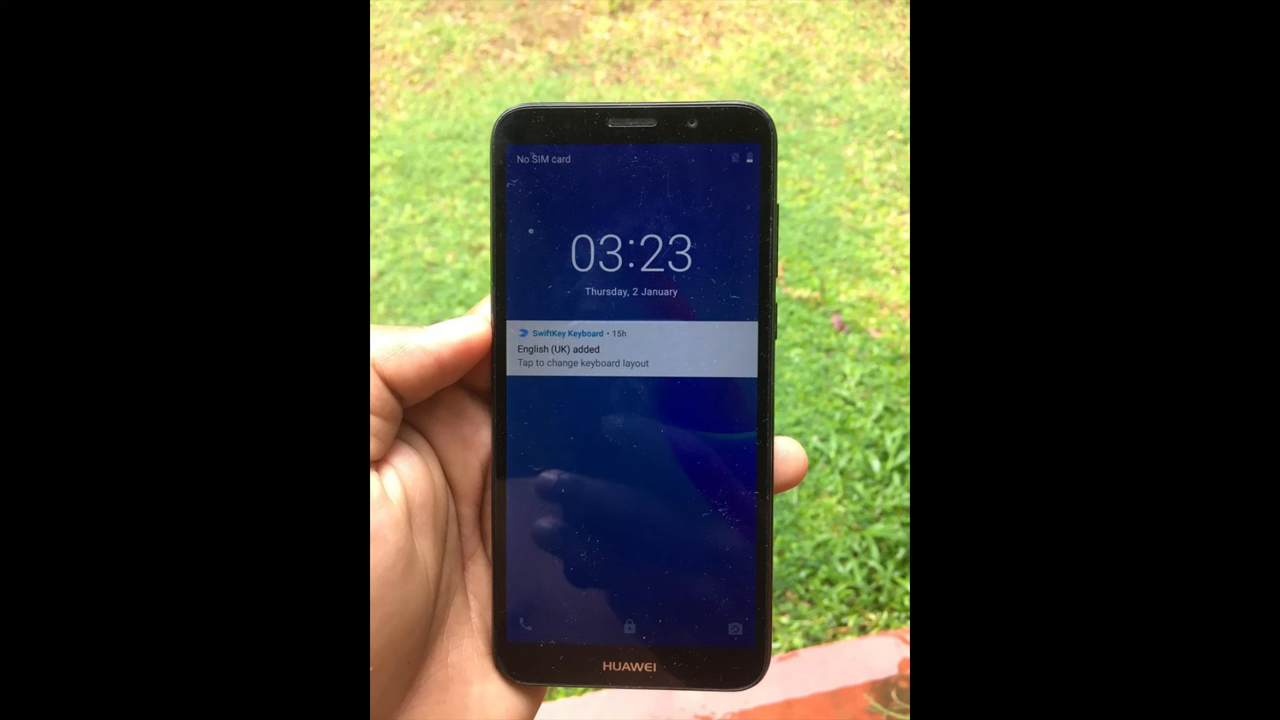 No SIM card
03:23
Thursday, 2 January
SwiftKey Keyboard • 15h
English (UK) added
Tap to change keyboard layout
HUAWEI